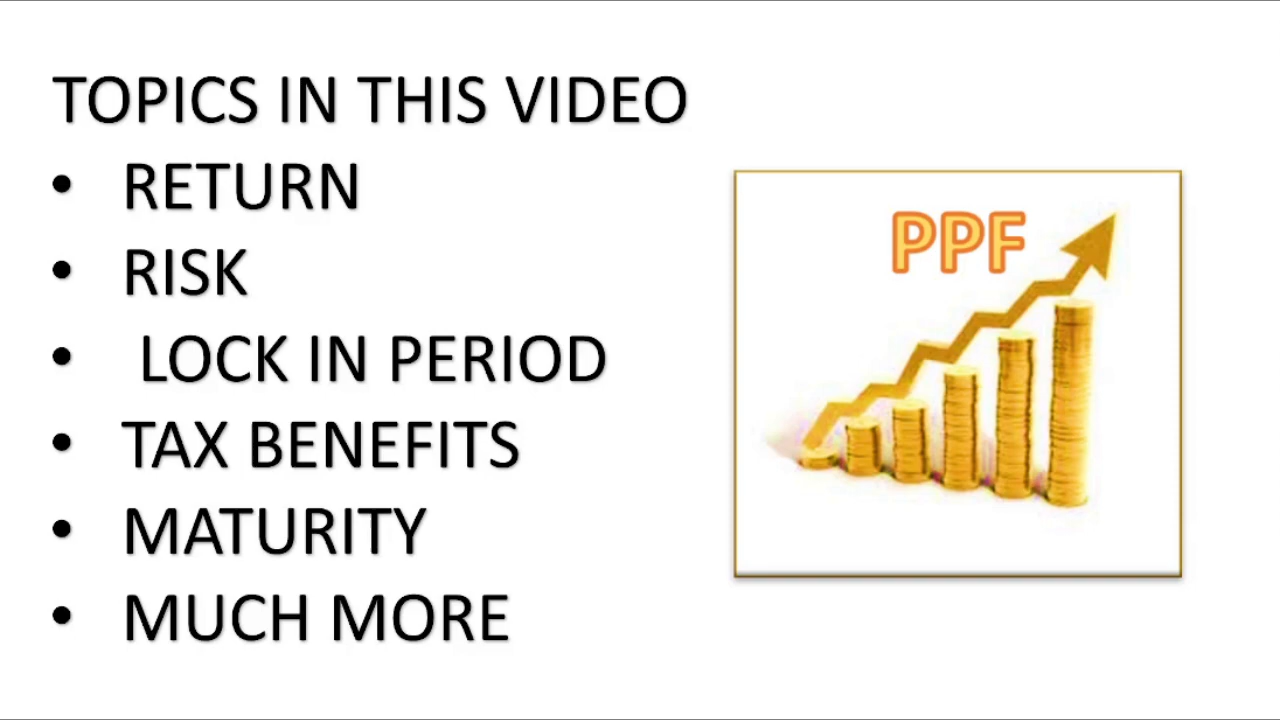 TOPICS IN THIS VIDEO
• RETURN
• RISK
• LOCK IN PERIOD
• TAX BENEFITS
• MATURITY
• MUCH MORE
PPF